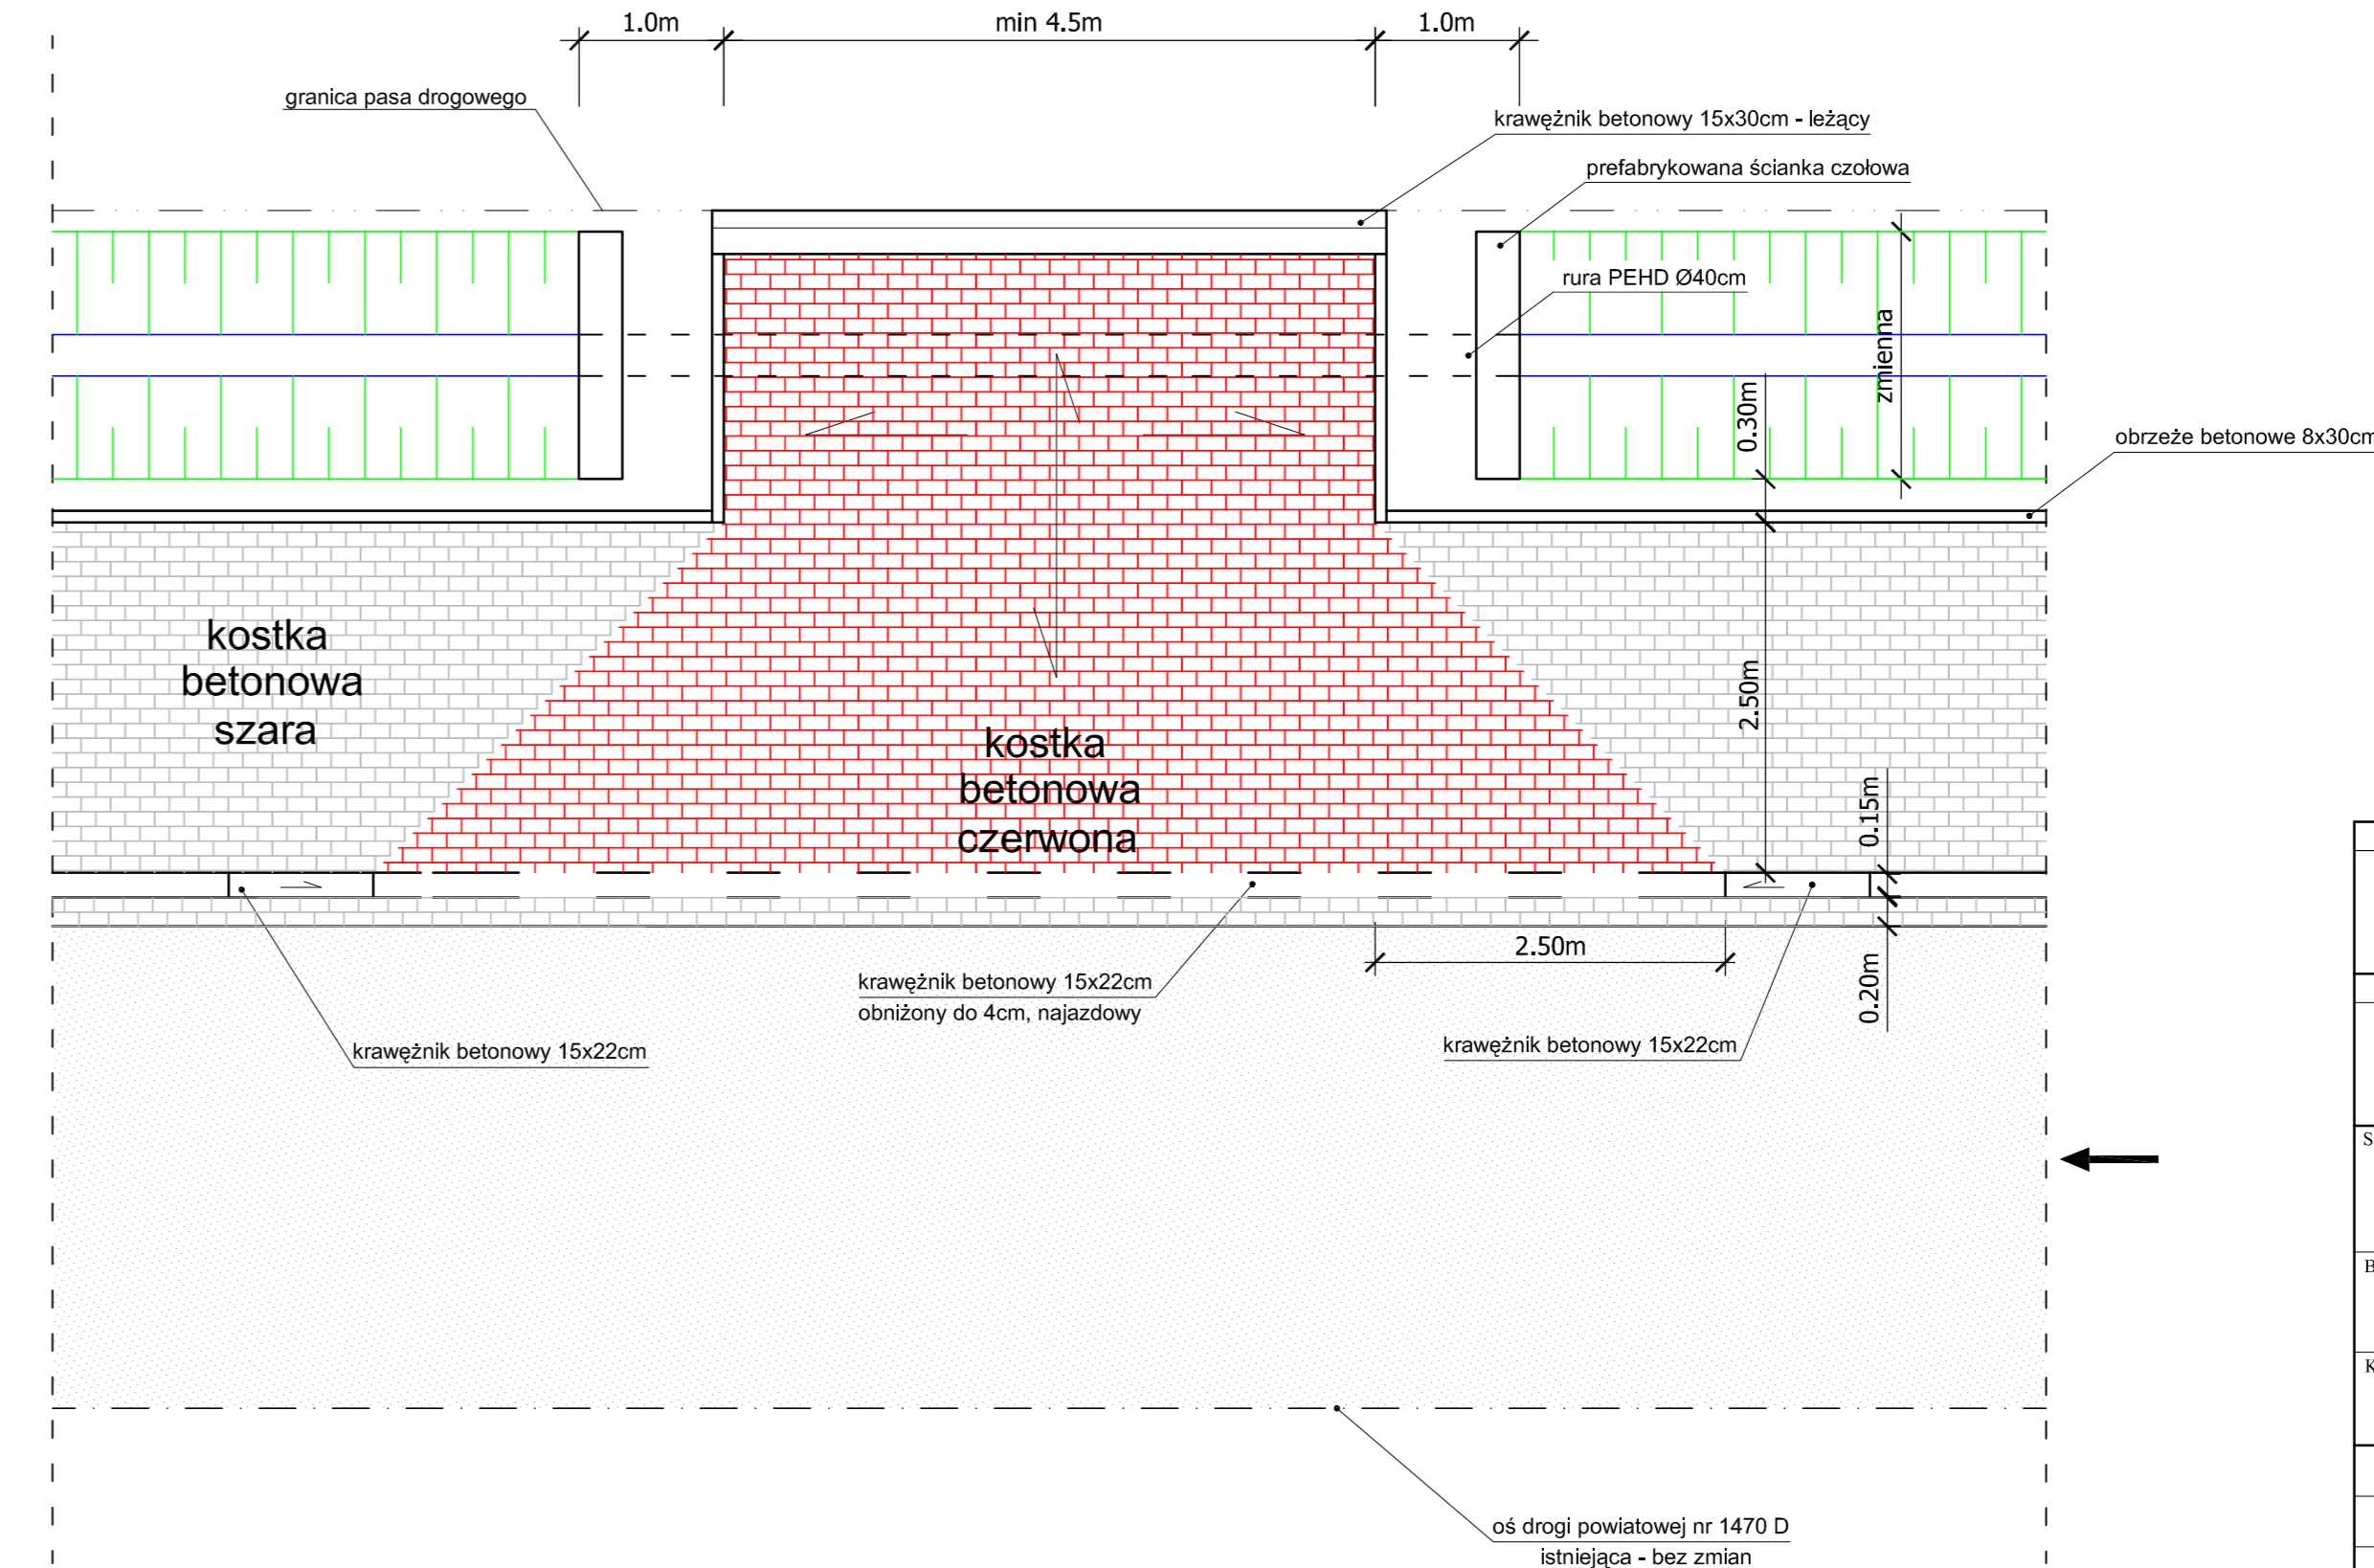 1.0m
min 4.5m
1.0m
granica pasa drogowego
krawężnik betonowy 15x30cm - leżący
prefabrykowana ścianka czołowa
rura PEHD Ø40cm
zmienna
0.30m
obrzeże betonowe 8x30cm
kostka
betonowa
szara
2.50m
kostka
betonowa
czerwona
0.15m
2.50m
0.20m
krawężnik betonowy 15x22cm
obniżony do 4cm, najazdowy
krawężnik betonowy 15x22cm
krawężnik betonowy 15x22cm
S
B
K
oś drogi powiatowej nr 1470 D
istniejąca - bez zmian